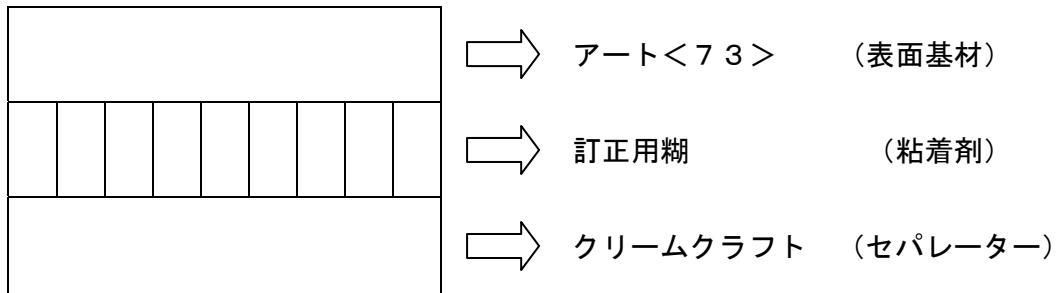 アート＜７３＞　　（表面基材）
訂正用糊　　　　　（粘着剤）
クリームクラフト　（セパレーター）